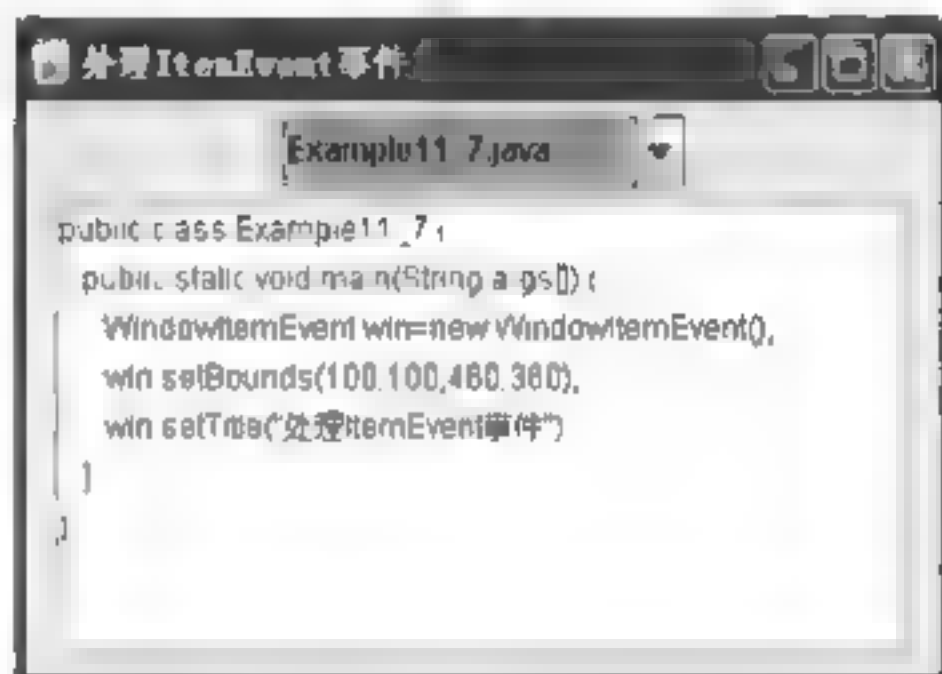 处理ItemEvent事件
Example11_7.java
public class Example11_7 {
public static void main(String args[]) {
WindowItemEvent win=new WindowItemEvent();
win.setBounds(100,100,460,360);
win.setTitle("处理ItemEvent事件");
}
}